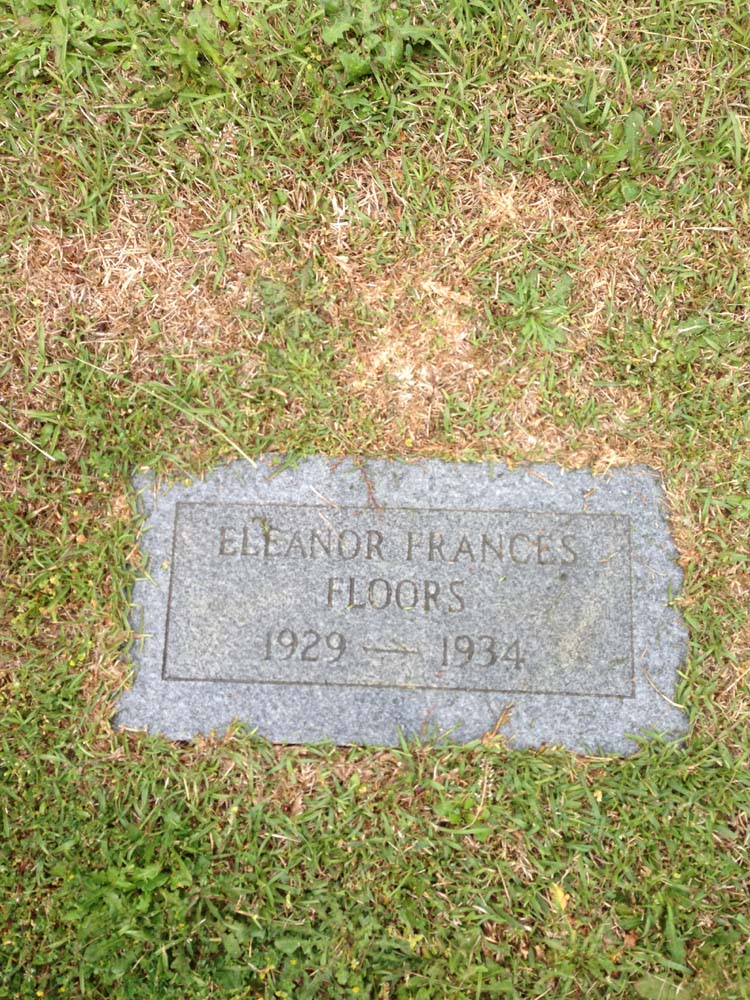 ELEANOR FRANCES
FLOORS
1929 — 1934